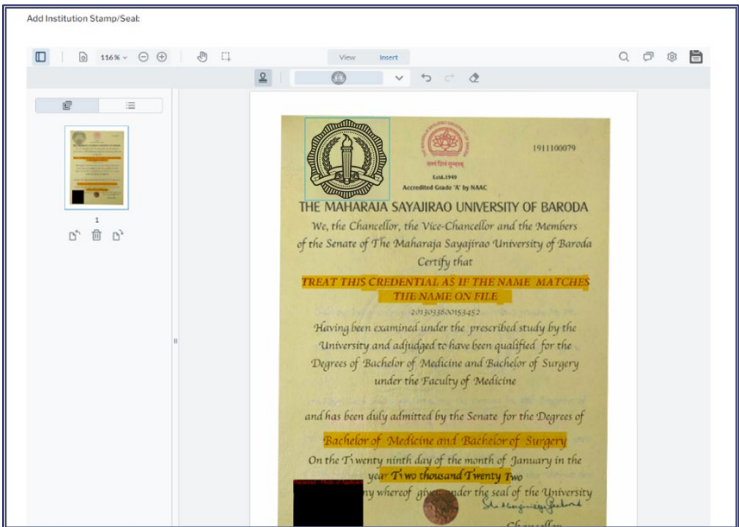 Add Institution Stamp/Seal:
116%
View Insert
1
1911100079
Estd.1949
Accredited Grade 'A' by NAAC
THE MAHARAJA SAYAJIRAO UNIVERSITY OF BARODA
We, the Chancellor, the Vice-Chancellor and the Members
of the Senate of The Maharaja Sayajirao University of Baroda
Certify that
TREAT THIS CREDENTIAL AS IF THE NAME MATCHES
THE NAME ON FILE
2013033800153452
Having been examined under the prescribed study by the
University and adjudged to have been qualified for the
Degrees of Bachelor of Medicine and Bachelor of Surgery
under the Faculty of Medicine
and has been duly admitted by the Senate for the Degrees of
Bachelor of Medicine and Bachelor of Surgery
On the Twenty ninth day of the month of January in the
year Two thousand Twenty Two
ny whereof given under the seal of the University
Chancellor